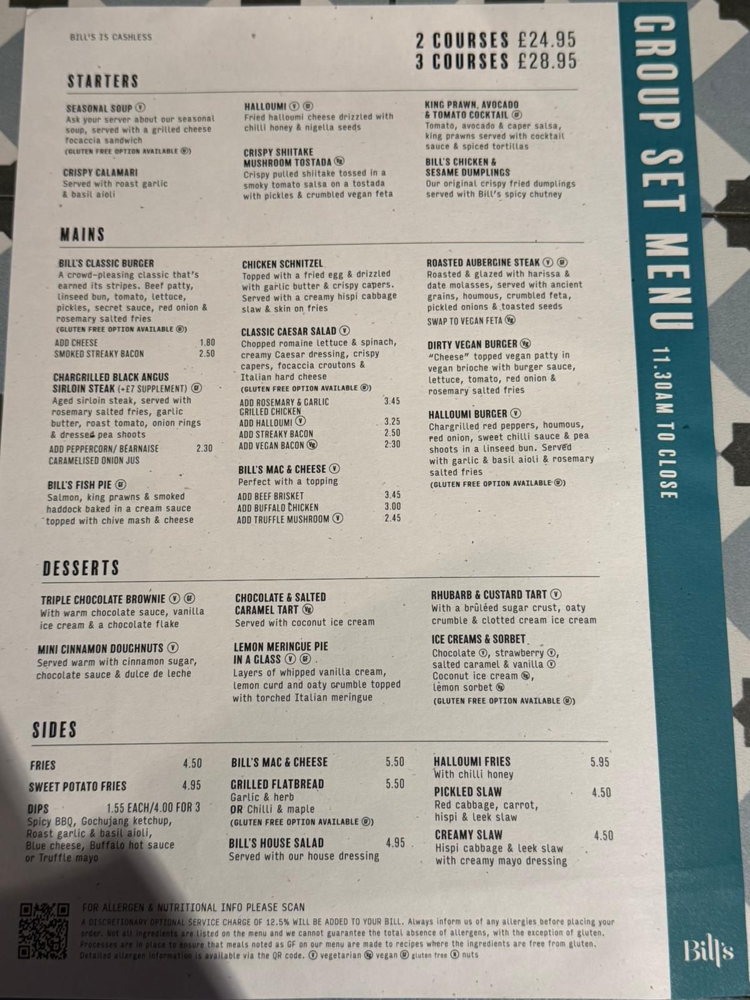 BILL'S IS CASHLESS
2 COURSES £24.95
3 COURSES £28.95
GROUP SET MENU 11.30AM TO CLOSE
STARTERS
SEASONAL SOUP (V)
Ask your server about our seasonal
soup, served with a grilled cheese
focaccia sandwich
(GLUTEN FREE OPTION AVAILABLE (GF))
CRISPY CALAMARI
Served with roast garlic
& basil aioli
HALLOUMI (V) (GF)
Fried halloumi cheese drizzled with
chilli honey & nigella seeds
CRISPY SHIITAKE
MUSHROOM TOSTADA (Vg)
Crispy pulled shiitake tossed in a
smoky tomato salsa on a tostada
with pickles & crumbled vegan feta
KING PRAWN, AVOCADO
& TOMATO COCKTAIL (GF)
Tomato, avocado & caper salsa,
king prawns served with cocktail
sauce & spiced tortillas
BILL'S CHICKEN &
SESAME DUMPLINGS
Our original crispy fried dumplings
served with Bill's spicy chutney
MAINS
BILL'S CLASSIC BURGER
A crowd-pleasing classic that's
earned its stripes. Beef patty,
linseed bun, tomato, lettuce,
pickles, secret sauce, red onion &
rosemary salted fries
(GLUTEN FREE OPTION AVAILABLE (GF))
ADD CHEESE 1.80
SMOKED STREAKY BACON 2.50
CHARGRILLED BLACK ANGUS
SIRLOIN STEAK (+£7 SUPPLEMENT) (GF)
Aged sirloin steak, served with
rosemary salted fries, garlic
butter, roast tomato, onion rings
& dressed pea shoots
ADD PEPPERCORN/ BÉARNAISE 2.30
CARAMELISED ONION JUS
BILL'S FISH PIE (GF)
Salmon, king prawns & smoked
haddock baked in a cream sauce
topped with chive mash & cheese
CHICKEN SCHNITZEL
Topped with a fried egg & drizzled
with garlic butter & crispy capers.
Served with a creamy hispi cabbage
slaw & skin on fries
CLASSIC CAESAR SALAD (V)
Chopped romaine lettuce & spinach,
creamy Caesar dressing, crispy
capers, focaccia croutons &
Italian hard cheese
(GLUTEN FREE OPTION AVAILABLE (GF))
ADD ROSEMARY & GARLIC 3.45
GRILLED CHICKEN
ADD HALLOUMI (V) 3.25
ADD STREAKY BACON 2.50
ADD VEGAN BACON (Vg) 2.30
BILL'S MAC & CHEESE (V)
Perfect with a topping
ADD BEEF BRISKET 3.45
ADD BUFFALO CHICKEN 3.00
ADD TRUFFLE MUSHROOM (V) 2.45
ROASTED AUBERGINE STEAK (V) (GF)
Roasted & glazed with harissa &
date molasses, served with ancient
grains, houmous, crumbled feta,
pickled onions & toasted seeds
SWAP TO VEGAN FETA (Vg)
DIRTY VEGAN BURGER (Vg)
"Cheese" topped vegan patty in
vegan brioche with burger sauce,
lettuce, tomato, red onion &
rosemary salted fries
HALLOUMI BURGER (V)
Chargrilled red peppers, houmous,
red onion, sweet chilli sauce & pea
shoots in a linseed bun. Served
with garlic & basil aioli & rosemary
salted fries
(GLUTEN FREE OPTION AVAILABLE (GF))
DESSERTS
TRIPLE CHOCOLATE BROWNIE (V) (GF)
With warm chocolate sauce, vanilla
ice cream & a chocolate flake
MINI CINNAMON DOUGHNUTS (V)
Served warm with cinnamon sugar,
chocolate sauce & dulce de leche
CHOCOLATE & SALTED
CARAMEL TART (Vg)
Served with coconut ice cream
LEMON MERINGUE PIE
IN A GLASS (V) (GF)
Layers of whipped vanilla cream,
lemon curd and oaty crumble topped
with torched Italian meringue
RHUBARB & CUSTARD TART (V)
With a brûléed sugar crust, oaty
crumble & clotted cream ice cream
ICE CREAMS & SORBET
Chocolate (V), strawberry (V),
salted caramel & vanilla (V)
Coconut ice cream (Vg),
lemon sorbet (Vg)
(GLUTEN FREE OPTION AVAILABLE (GF))
SIDES
FRIES 4.50
SWEET POTATO FRIES 4.95
DIPS 1.55 EACH/4.00 FOR 3
Spicy BBQ, Gochujang ketchup,
Roast garlic & basil aioli,
Blue cheese, Buffalo hot sauce
or Truffle mayo
BILL'S MAC & CHEESE 5.50
GRILLED FLATBREAD 5.50
Garlic & herb
OR Chilli & maple
(GLUTEN FREE OPTION AVAILABLE (GF))
BILL'S HOUSE SALAD 4.95
Served with our house dressing
HALLOUMI FRIES 5.95
With chilli honey
PICKLED SLAW 4.50
Red cabbage, carrot,
hispi & leek slaw
CREAMY SLAW 4.50
Hispi cabbage & leek slaw
with creamy mayo dressing
FOR ALLERGEN & NUTRITIONAL INFO PLEASE SCAN
A DISCRETIONARY OPTIONAL SERVICE CHARGE OF 12.5% WILL BE ADDED TO YOUR BILL. Always inform us of any allergies before placing your
order. Not all ingredients are listed on the menu and we cannot guarantee the total absence of allergens, with the exception of gluten.
Processes are in place to ensure that meals noted as GF on our menu are made to recipes where the ingredients are free from gluten.
Detailed allergen information is available via the QR code. (V) vegetarian (Vg) vegan (GF) gluten free (N) nuts
Bill's